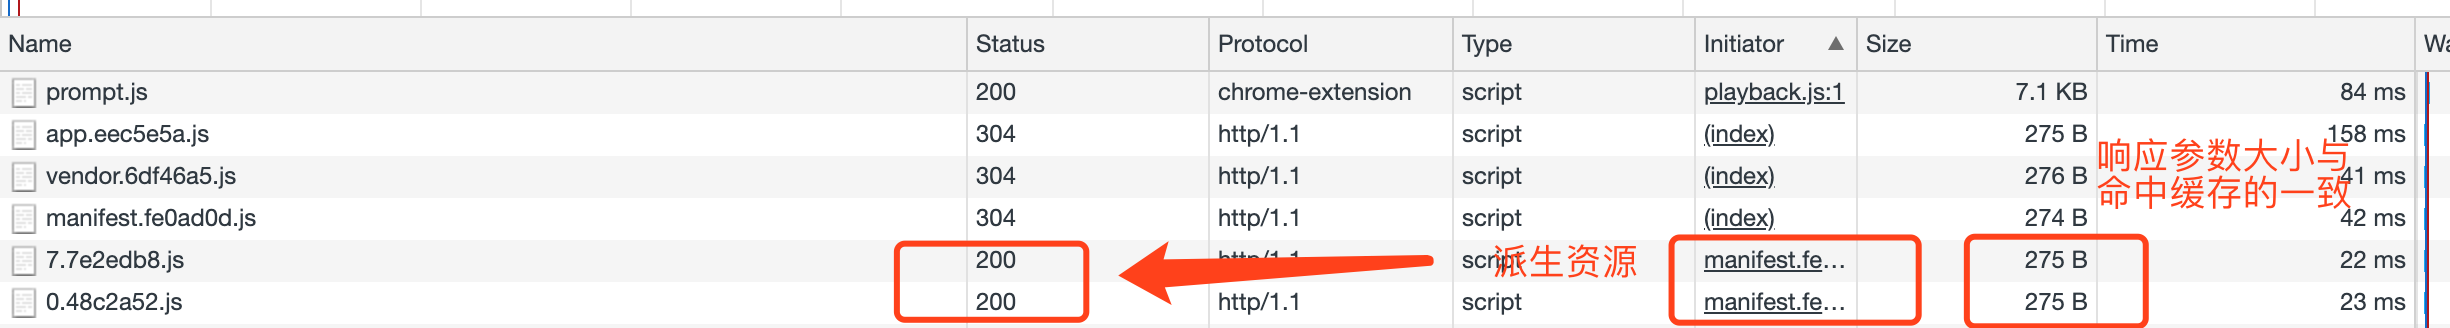 Name Status Protocol Type Initiator ▲ Size Time Wa
prompt.js 200 chrome-extension script playback.js:1 7.1 KB 84 ms
app.eec5e5a.js 304 http/1.1 script (index) 275 B 158 ms
vendor.6df46a5.js 304 http/1.1 script (index) 276 B 41 ms
manifest.fe0ad0d.js 304 http/1.1 script (index) 274 B 42 ms
响应参数大小与
命中缓存的一致
7.7e2edb8.js 200 http/1.1 script manifest.fe... 275 B 22 ms
派生资源
0.48c2a52.js 200 http/1.1 script manifest.fe... 275 B 23 ms